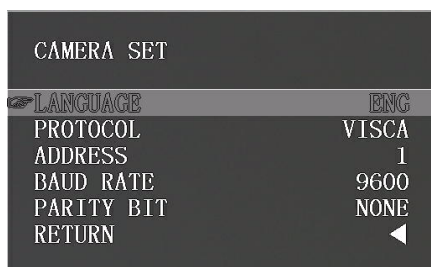 CAMERA SET
LANGUAGE ENG
PROTOCOL VISCA
ADDRESS 1
BAUD RATE 9600
PARITY BIT NONE
RETURN